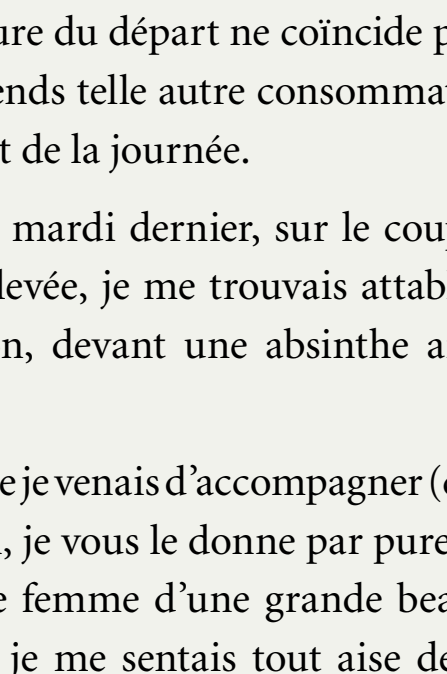 ure du départ ne coïncide p
ends telle autre consommat
t de la journée.
mardi dernier, sur le coup
levée, je me trouvais attab
n, devant une absinthe a
e je venais d’accompagner (
, je vous le donne par pure
e femme d’une grande bea
je me sentais tout aise de